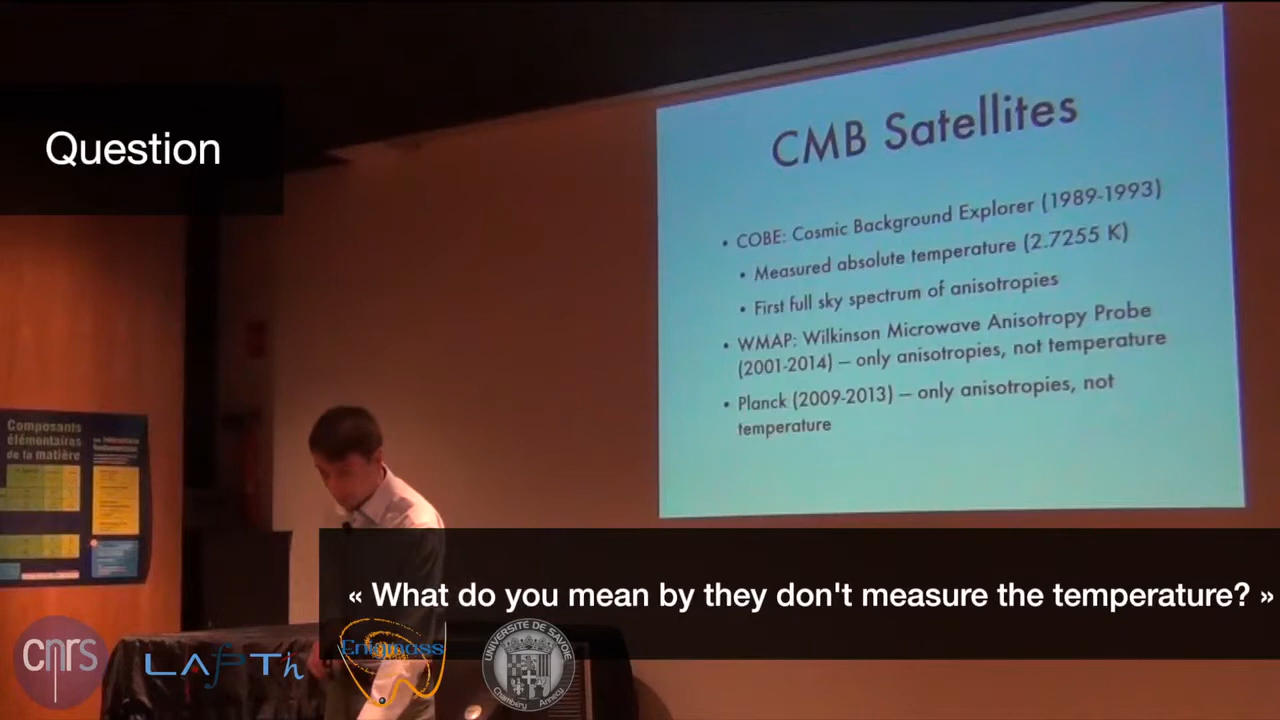 Question
CMB Satellites
• COBE: Cosmic Background Explorer (1989-1993)
• Measured absolute temperature (2.7255 K)
• First full sky spectrum of anisotropies
• WMAP: Wilkinson Microwave Anisotropy Probe
(2001-2014) – only anisotropies, not temperature
• Planck (2009-2013) – only anisotropies, not
temperature
Composants
élémentaires
de la matière
« What do you mean by they don't measure the temperature? »
cnrs
LAPTh
Enigmass
UNIVERSITÉ DE SAVOIE
Chambéry Annecy